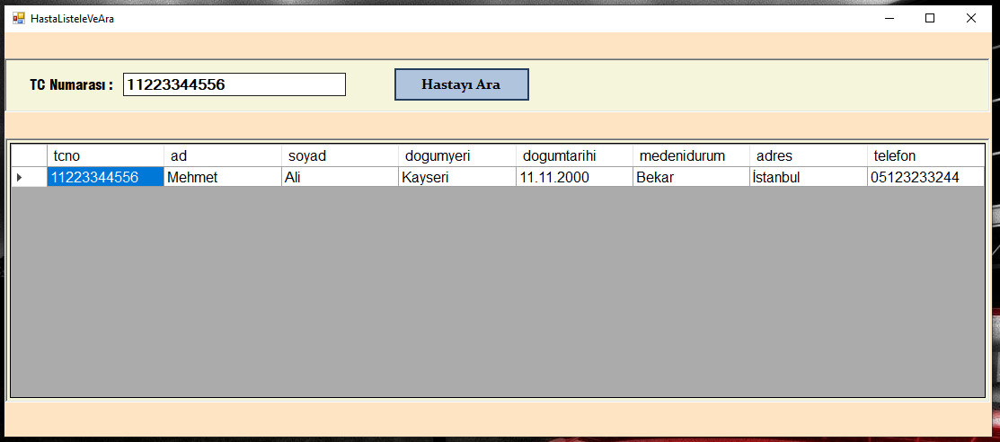 HastaListeleVeAra
TC Numarası : 11223344556 Hastayı Ara
tcno ad soyad dogumyeri dogumtarihi medenidurum adres telefon
11223344556 Mehmet Ali Kayseri 11.11.2000 Bekar İstanbul 05123233244